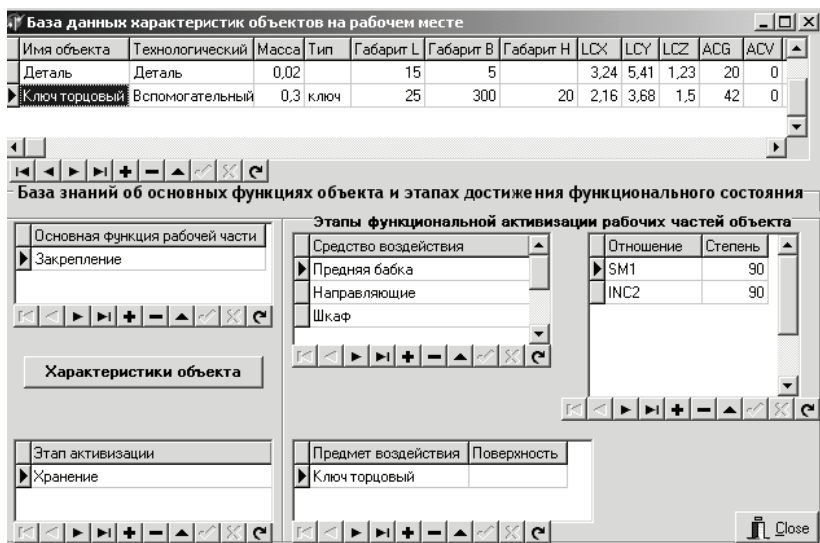 База данных характеристик объектов на рабочем месте
Имя объекта Технологический Масса Тип Габарит L Габарит B Габарит H LCX LCY LCZ ACG ACV
Деталь Деталь 0,02 15 5 3,24 5,41 1,23 20 0
Ключ торцовый Вспомогательный 0,3 ключ 25 300 20 2,16 3,68 1,5 42 0
База знаний об основных функциях объекта и этапах достижения функционального состояния
Этапы функциональной активизации рабочих частей объекта
Основная функция рабочей части
Закрепление
Средство воздействия
Предняя бабка
Направляющие
Шкаф
Отношение Степень
SM1 90
INC2 90
Характеристики объекта
Этап активизации
Хранение
Предмет воздействия Поверхность
Ключ торцовый
Close